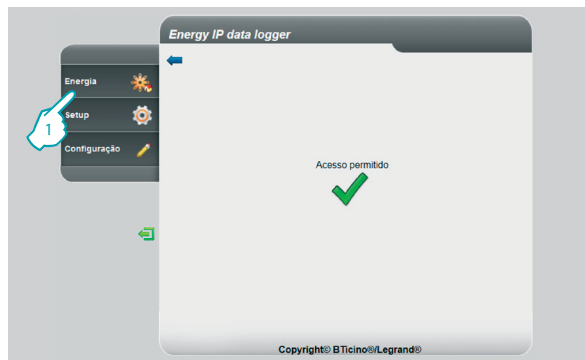 Energy IP data logger
Energia
Setup
1
Configuração
Acesso permitido
Copyright© BTicino®/Legrand®